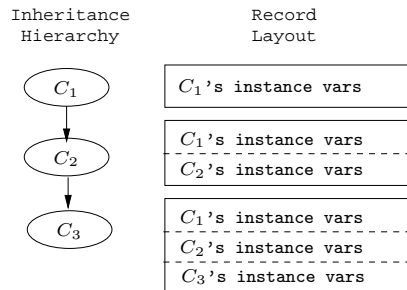 Inheritance Hierarchy
Record Layout
C₁
C₁'s instance vars
C₂
C₁'s instance vars
C₂'s instance vars
C₃
C₁'s instance vars
C₂'s instance vars
C₃'s instance vars